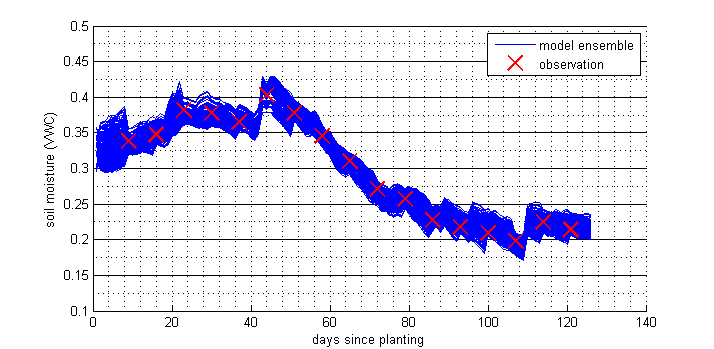 0.5
0.45
0.4
0.35
0.3
0.25
0.2
0.15
0.1
soil moisture (VWC)
model ensemble
observation
0 20 40 60 80 100 120 140
days since planting